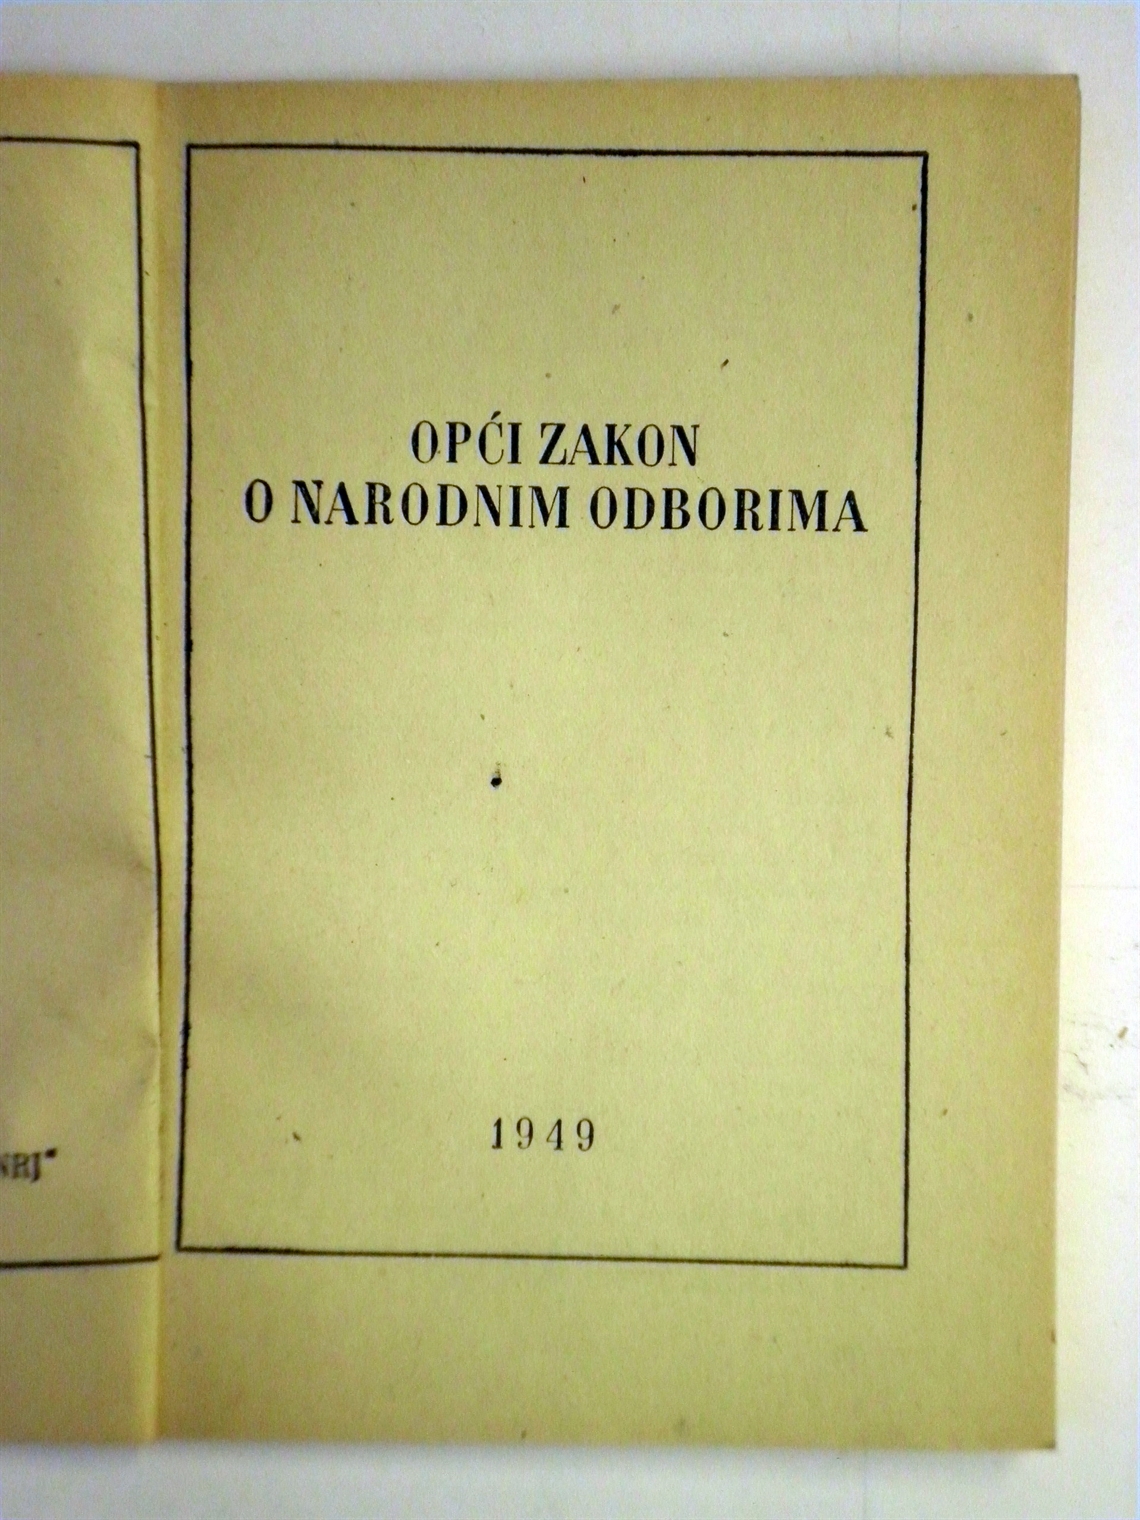 OPĆI ZAKON
O NARODNIM ODBORIMA
1949